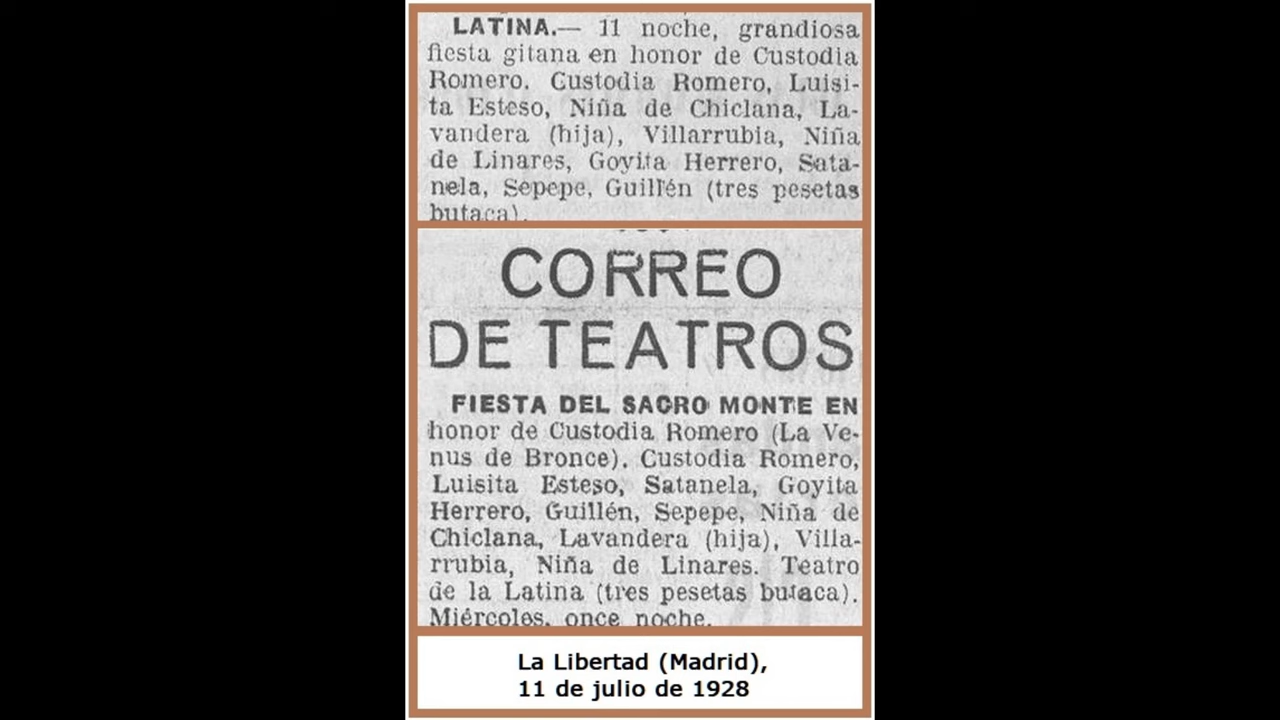 LATINA.— 11 noche, grandiosa
fiesta gitana en honor de Custodia
Romero. Custodia Romero, Luisi-
ta Esteso, Niña de Chiclana, La-
vandera (hija), Villarrubia, Niña
de Linares, Goyita Herrero, Sata-
nela, Sepepe, Guillén (tres pesetas
butaca).
CORREO
DE TEATROS
FIESTA DEL SACRO MONTE EN
honor de Custodia Romero (La Ve-
nus de Bronce). Custodia Romero,
Luisita Esteso, Satanela, Goyita
Herrero, Guillén, Sepepe, Niña de
Chiclana, Lavandera (hija), Villa-
rrubia, Niña de Linares. Teatro
de la Latina (tres pesetas butaca).
Miércoles, once noche.
La Libertad (Madrid),
11 de julio de 1928